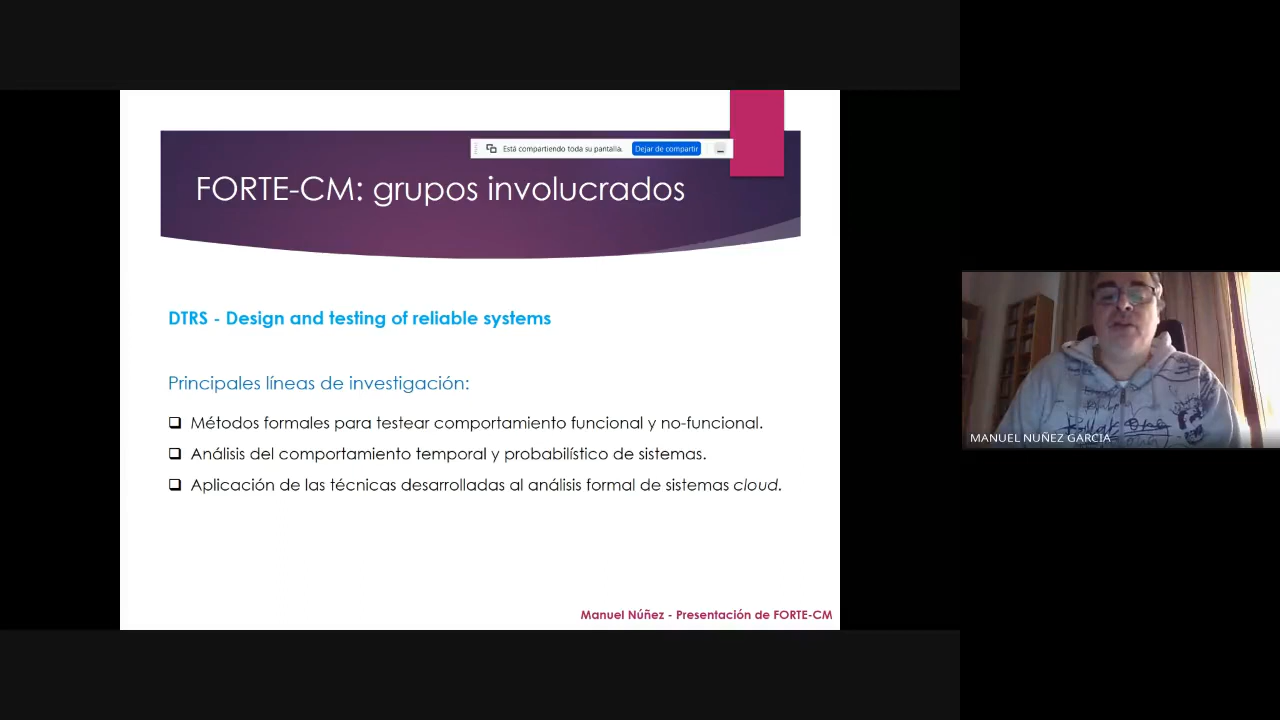 Está compartiendo toda su pantalla.
Dejar de compartir
FORTE-CM: grupos involucrados
DTRS - Design and testing of reliable systems
Principales líneas de investigación:
Métodos formales para testear comportamiento funcional y no-funcional.
Análisis del comportamiento temporal y probabilístico de sistemas.
Aplicación de las técnicas desarrolladas al análisis formal de sistemas cloud.
Manuel Núñez - Presentación de FORTE-CM
MANUEL NUÑEZ GARCIA